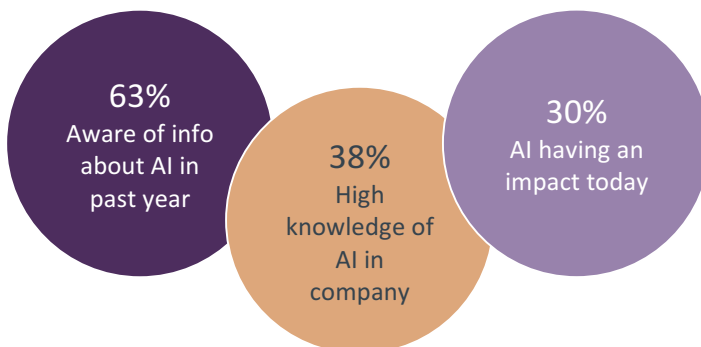 63%
Aware of info
about AI in
past year
38%
High
knowledge of
AI in
company
30%
AI having an
impact today